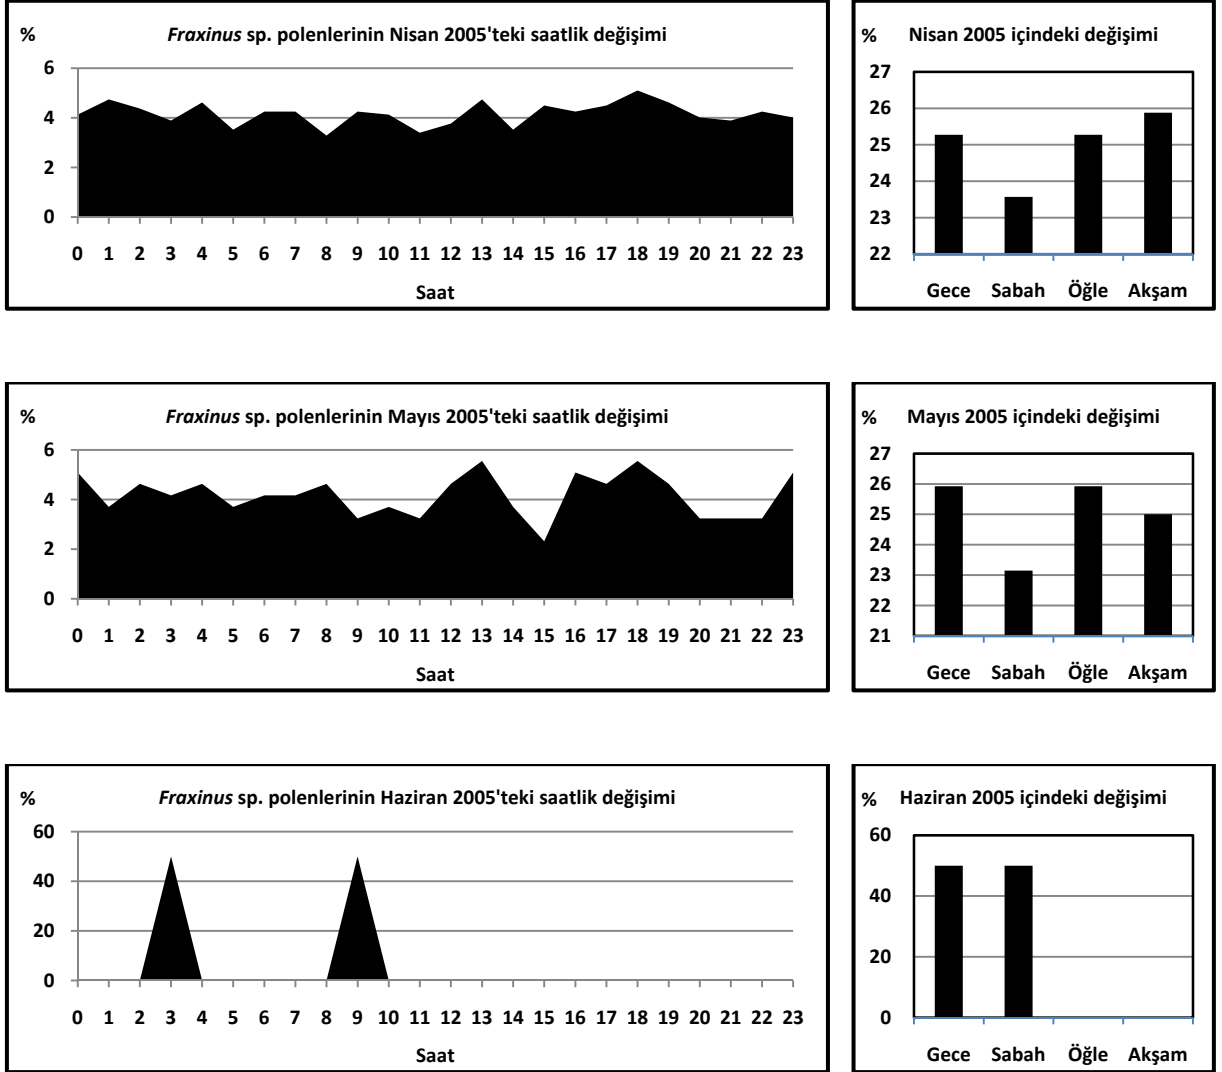 % Fraxinus sp. polenlerinin Nisan 2005'teki saatlik değişimi
6
4
2
0
0 1 2 3 4 5 6 7 8 9 10 11 12 13 14 15 16 17 18 19 20 21 22 23
Saat
% Nisan 2005 içindeki değişimi
27
26
25
24
23
22
Gece Sabah Öğle Akşam
% Fraxinus sp. polenlerinin Mayıs 2005'teki saatlik değişimi
6
4
2
0
0 1 2 3 4 5 6 7 8 9 10 11 12 13 14 15 16 17 18 19 20 21 22 23
Saat
% Mayıs 2005 içindeki değişimi
27
26
25
24
23
22
21
Gece Sabah Öğle Akşam
% Fraxinus sp. polenlerinin Haziran 2005'teki saatlik değişimi
60
40
20
0
0 1 2 3 4 5 6 7 8 9 10 11 12 13 14 15 16 17 18 19 20 21 22 23
Saat
% Haziran 2005 içindeki değişimi
60
40
20
0
Gece Sabah Öğle Akşam